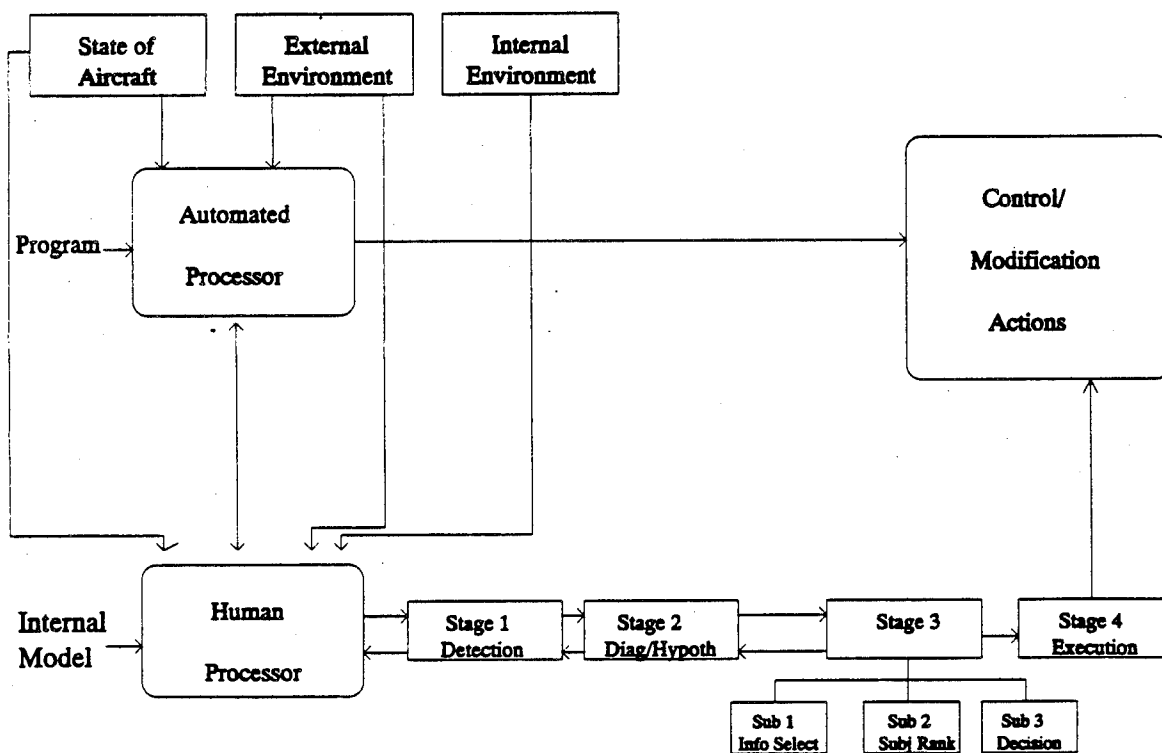 State of
Aircraft
External
Environment
Internal
Environment
Program
Automated
Processor
Control/
Modification
Actions
Internal
Model
Human
Processor
Stage 1
Detection
Stage 2
Diag/Hypoth
Stage 3
Stage 4
Execution
Sub 1
Info Select
Sub 2
Subj Rank
Sub 3
Decision